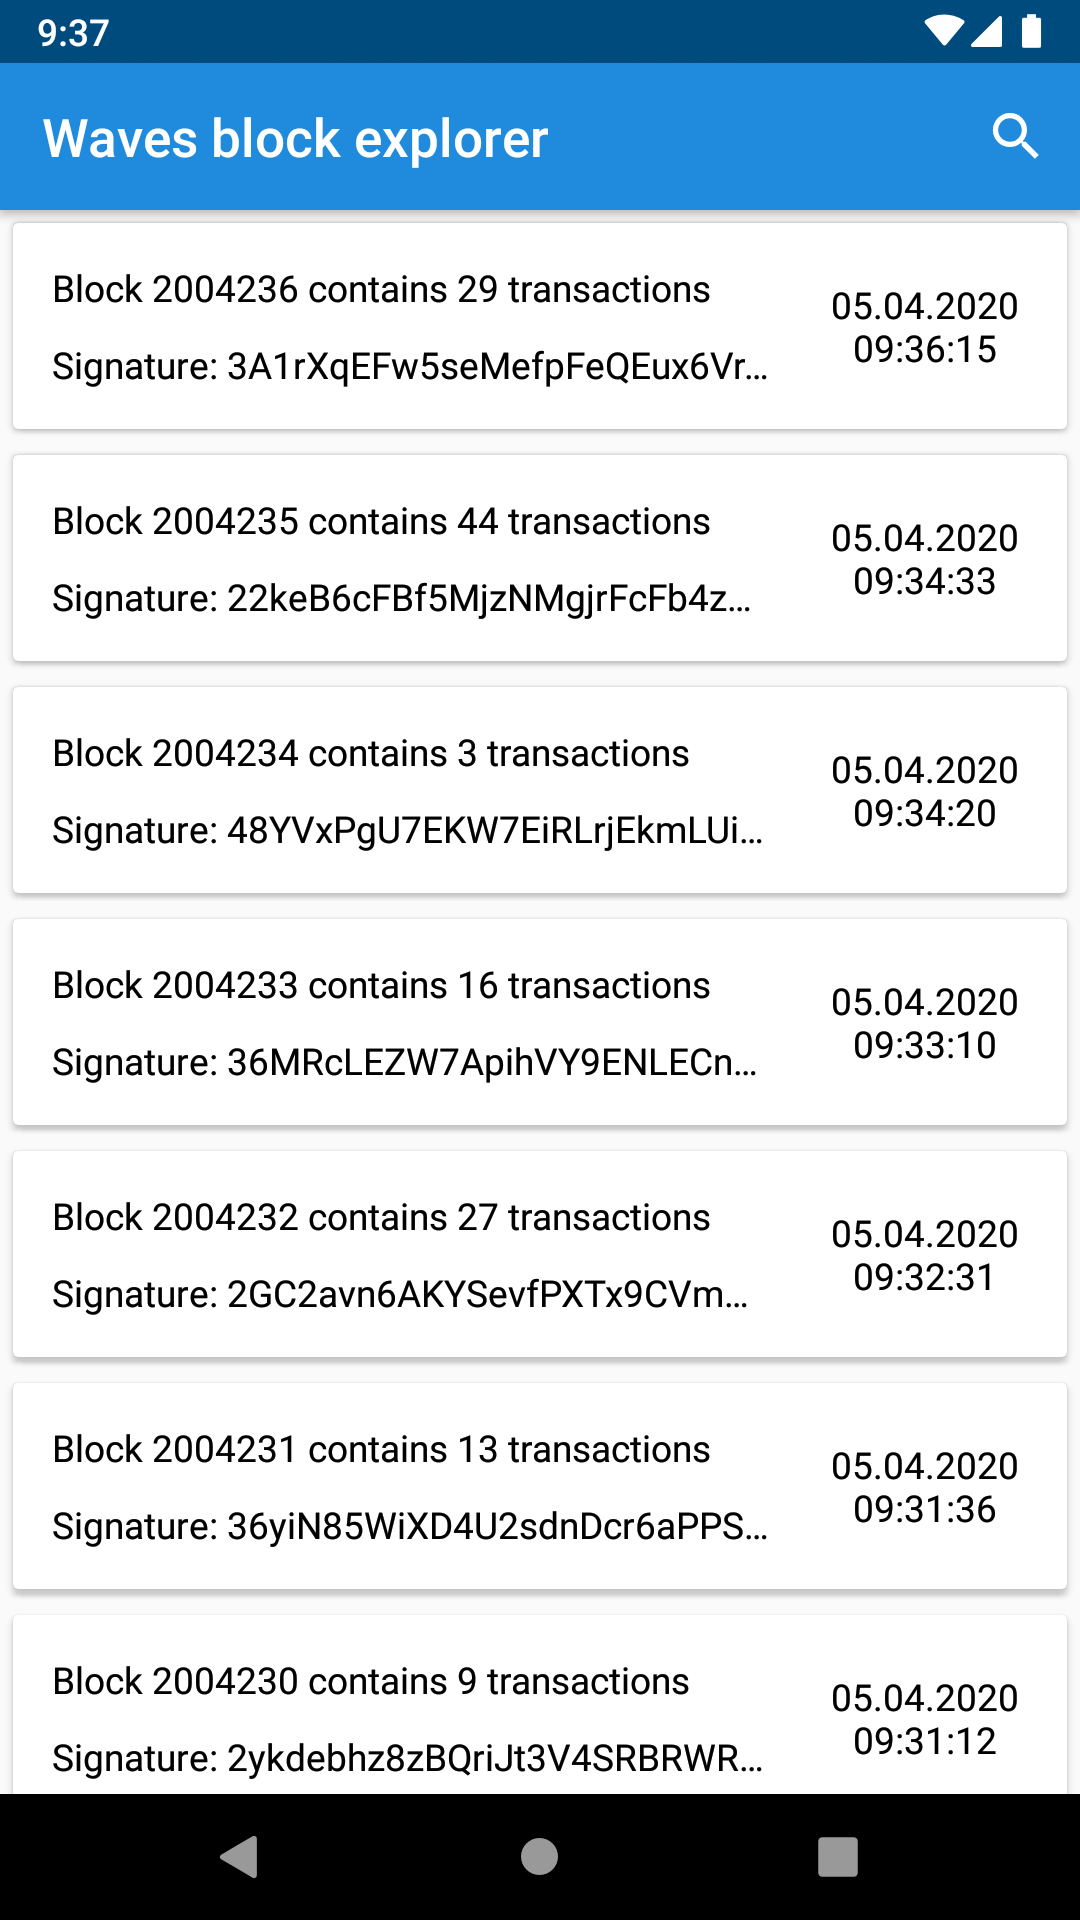 9:37
Waves block explorer
Block 2004236 contains 29 transactions
Signature: 3A1rXqEFw5seMefpFeQEux6Vr...
05.04.2020
09:36:15
Block 2004235 contains 44 transactions
Signature: 22keB6cFBf5MjzNMgjrFcFb4z...
05.04.2020
09:34:33
Block 2004234 contains 3 transactions
Signature: 48YVxPgU7EKW7EiRLrjEkmLUi...
05.04.2020
09:34:20
Block 2004233 contains 16 transactions
Signature: 36MRcLEZW7ApihVY9ENLECn...
05.04.2020
09:33:10
Block 2004232 contains 27 transactions
Signature: 2GC2avn6AKYSevfPXTx9CVm...
05.04.2020
09:32:31
Block 2004231 contains 13 transactions
Signature: 36yiN85WiXD4U2sdnDcr6aPPS...
05.04.2020
09:31:36
Block 2004230 contains 9 transactions
Signature: 2ykdebhz8zBQriJt3V4SRBRWR...
05.04.2020
09:31:12